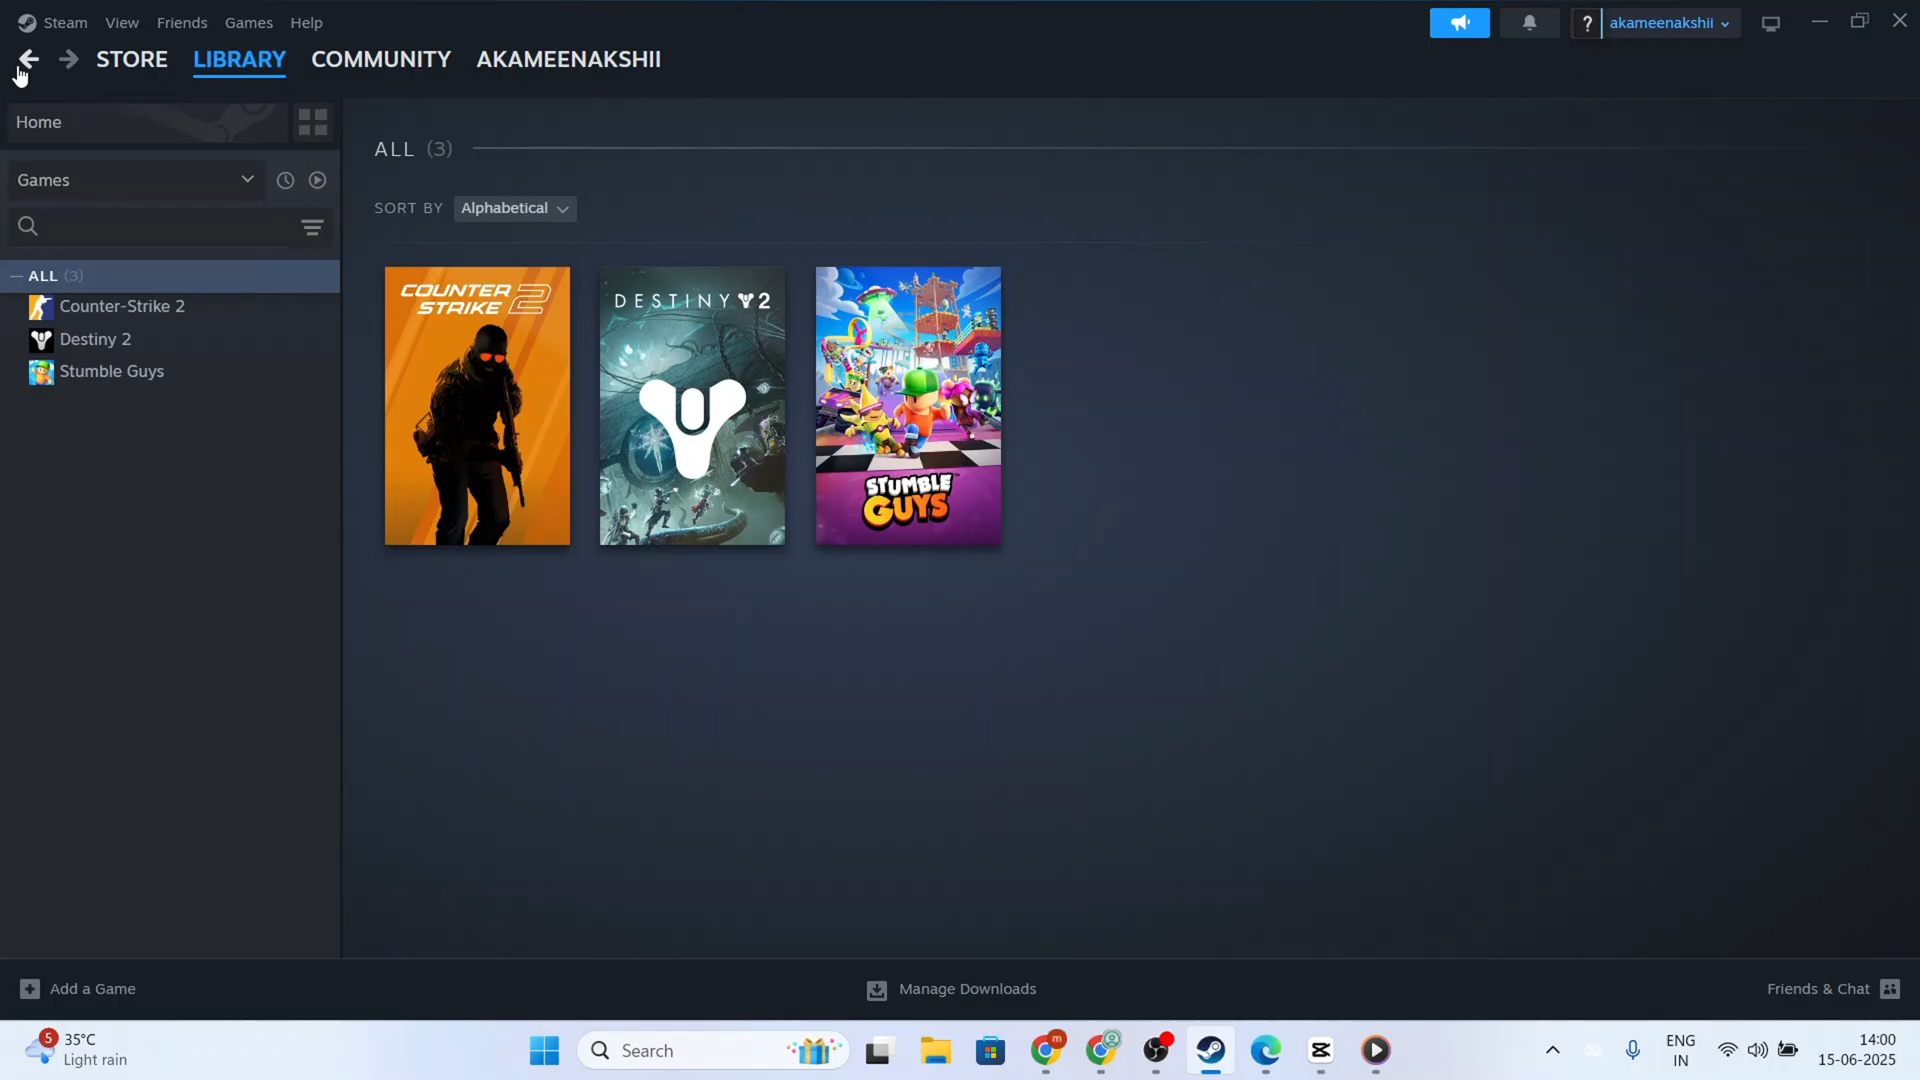 Steam View Friends Games Help
? akameenakshii
STORE LIBRARY COMMUNITY AKAMEENAKSHII
Home
ALL (3)
Games
SORT BY Alphabetical
— ALL (3)
Counter-Strike 2
Destiny 2
Stumble Guys
COUNTER
STRIKE 2
DESTINY 2
STUMBLE
GUYS
Add a Game
Manage Downloads
Friends & Chat
5
35°C
Light rain
Search
m
ENG
IN
14:00
15-06-2025